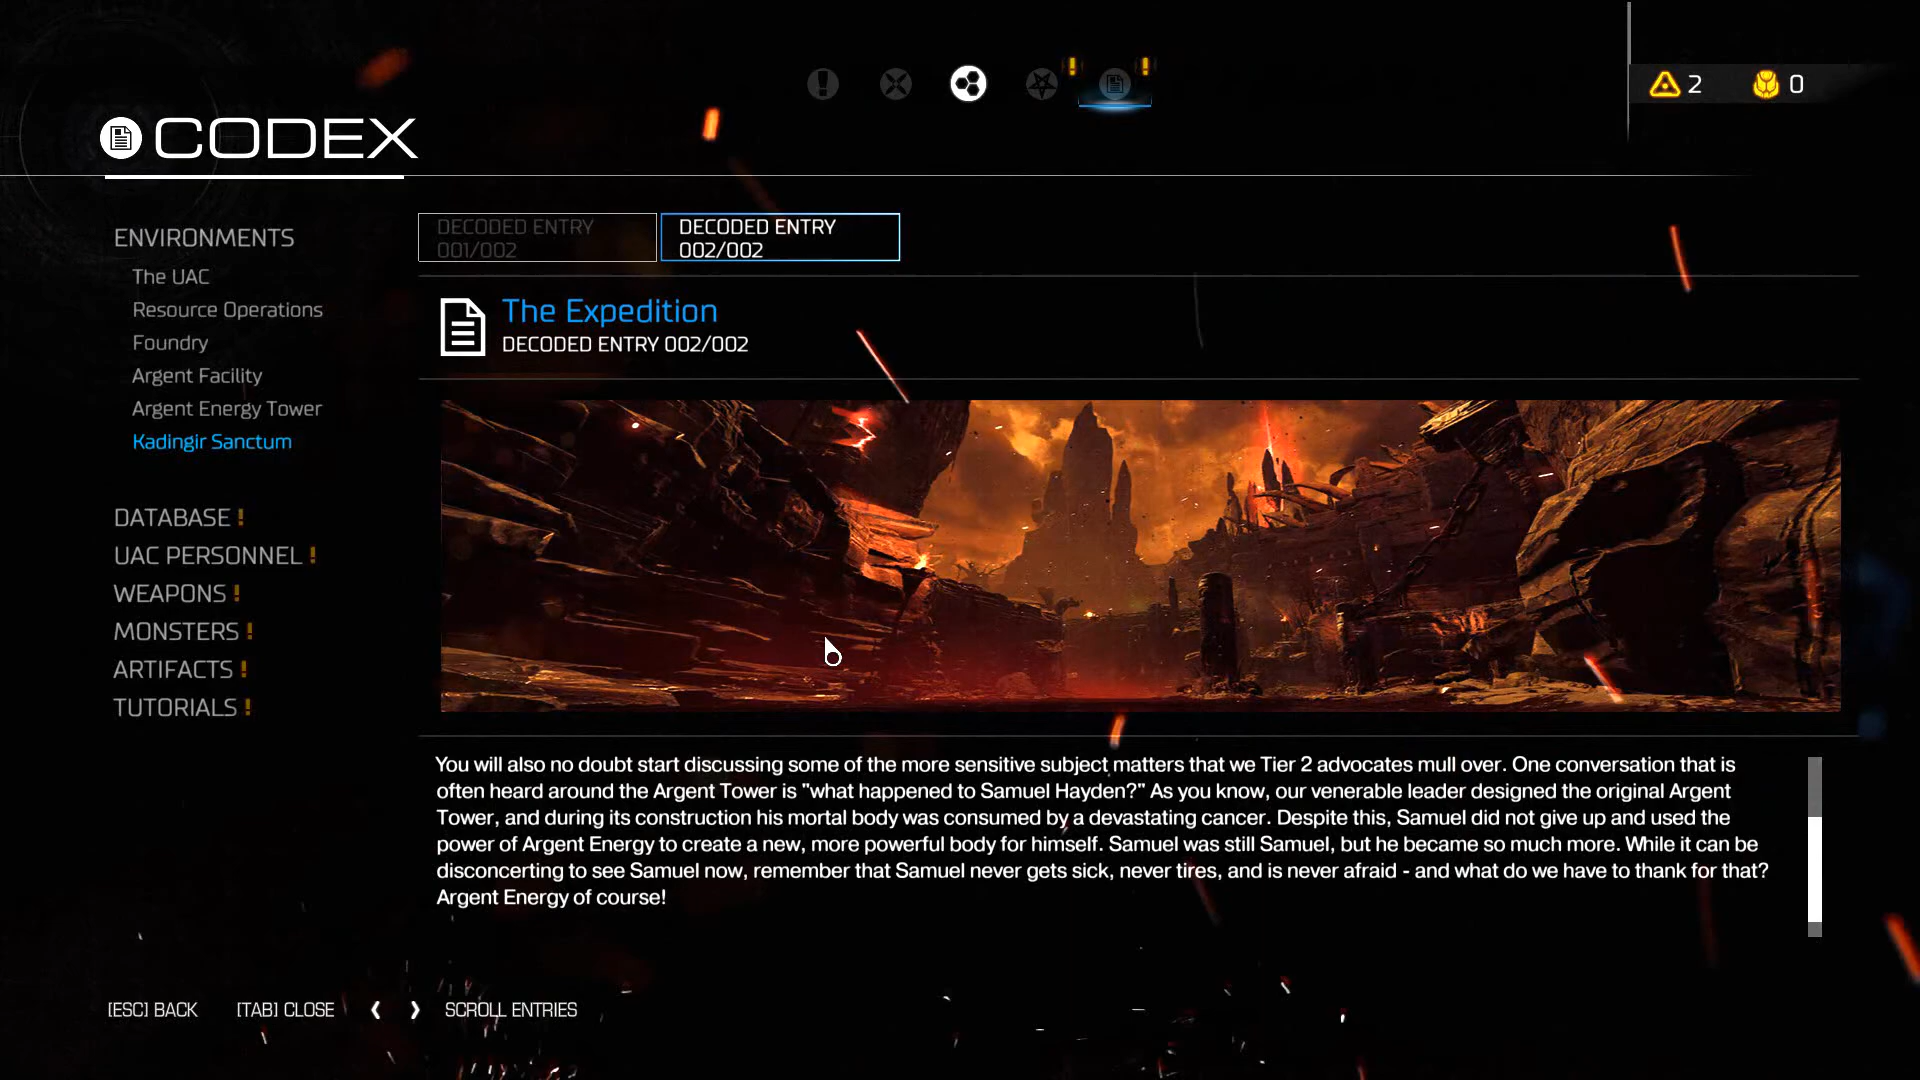 ! !
2 0
CODEX
ENVIRONMENTS
The UAC
Resource Operations
Foundry
Argent Facility
Argent Energy Tower
Kadingir Sanctum
DATABASE !
UAC PERSONNEL !
WEAPONS !
MONSTERS !
ARTIFACTS !
TUTORIALS !
DECODED ENTRY
001/002
DECODED ENTRY
002/002
The Expedition
DECODED ENTRY 002/002
You will also no doubt start discussing some of the more sensitive subject matters that we Tier 2 advocates mull over. One conversation that is
often heard around the Argent Tower is "what happened to Samuel Hayden?" As you know, our venerable leader designed the original Argent
Tower, and during its construction his mortal body was consumed by a devastating cancer. Despite this, Samuel did not give up and used the
power of Argent Energy to create a new, more powerful body for himself. Samuel was still Samuel, but he became so much more. While it can be
disconcerting to see Samuel now, remember that Samuel never gets sick, never tires, and is never afraid - and what do we have to thank for that?
Argent Energy of course!
[ESC] BACK [TAB] CLOSE ❰ ❱ SCROLL ENTRIES